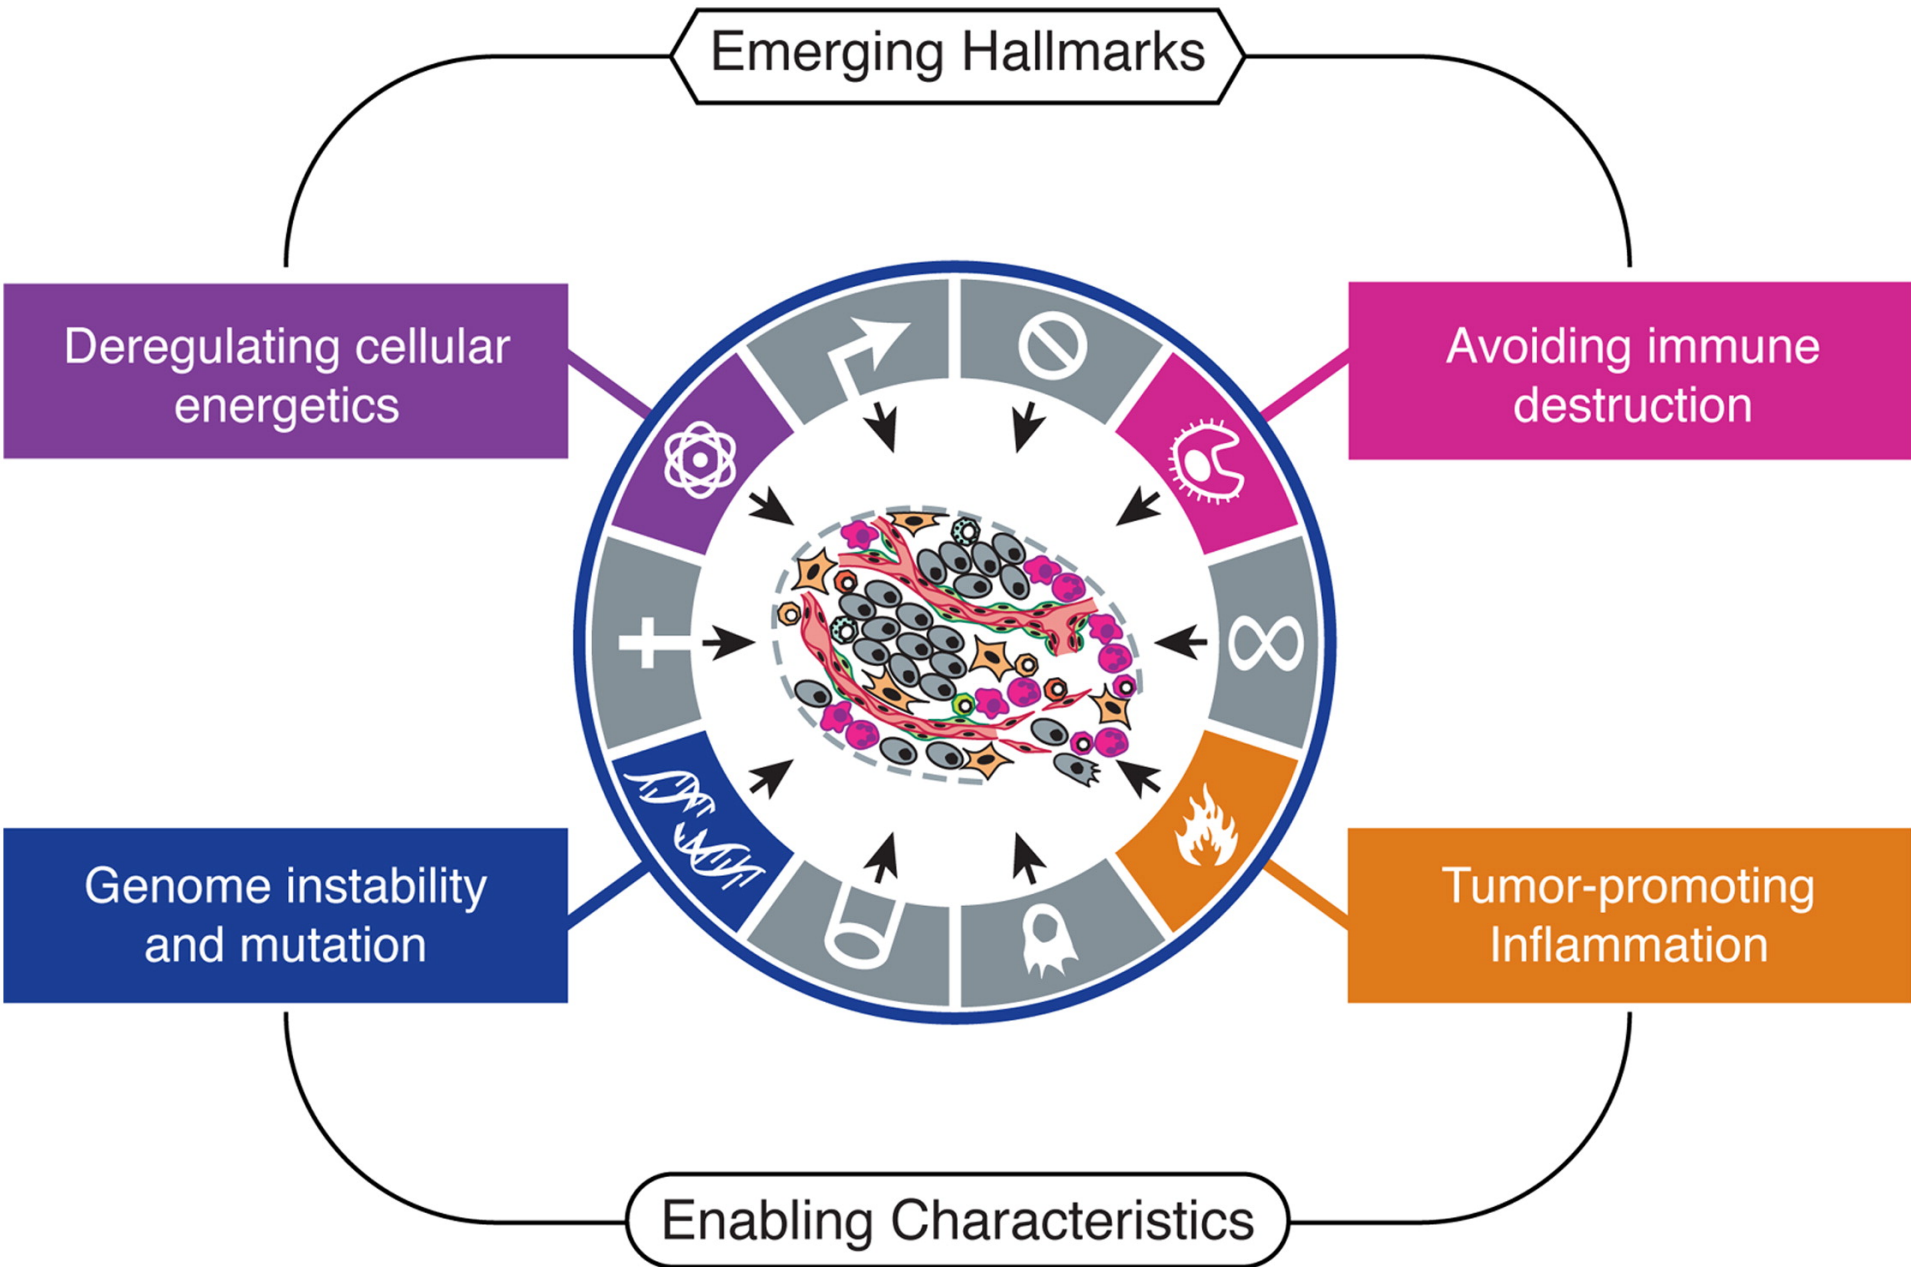 Emerging Hallmarks
Deregulating cellular
energetics
Avoiding immune
destruction
Genome instability
and mutation
Tumor-promoting
Inflammation
Enabling Characteristics